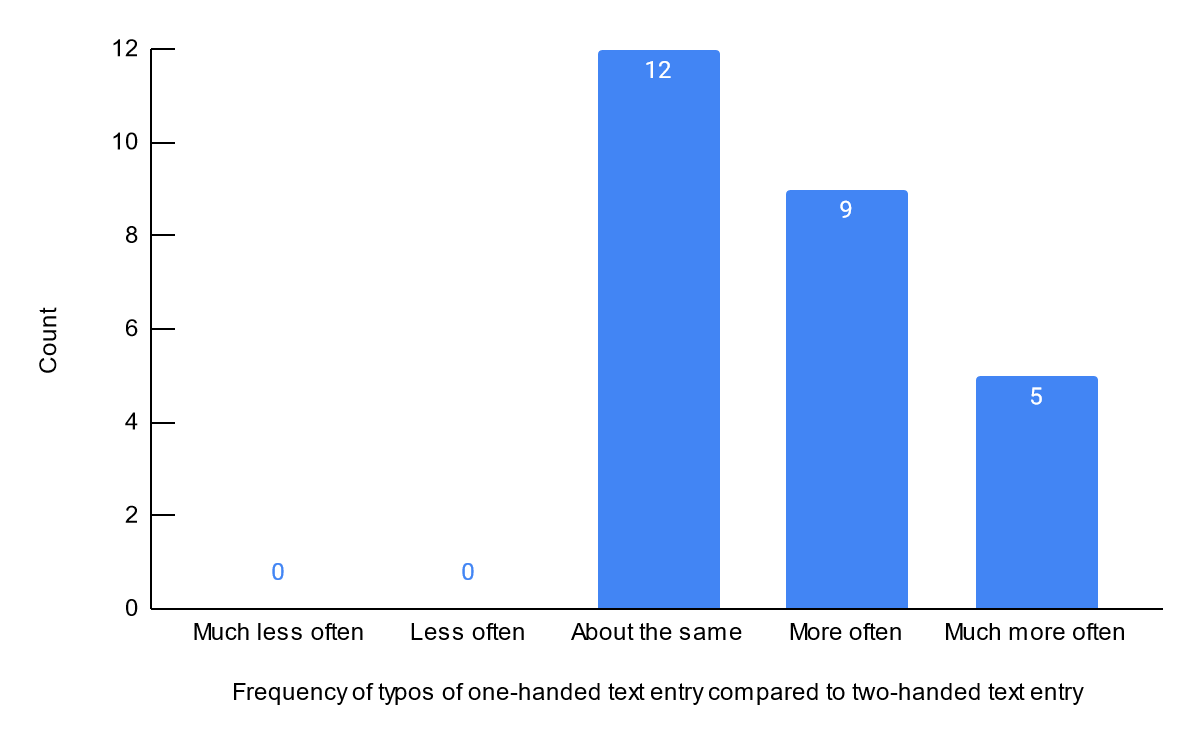 12
10
8
6
4
2
0
Count
0
0
12
9
5
Much less often
Less often
About the same
More often
Much more often
Frequency of typos of one-handed text entry compared to two-handed text entry